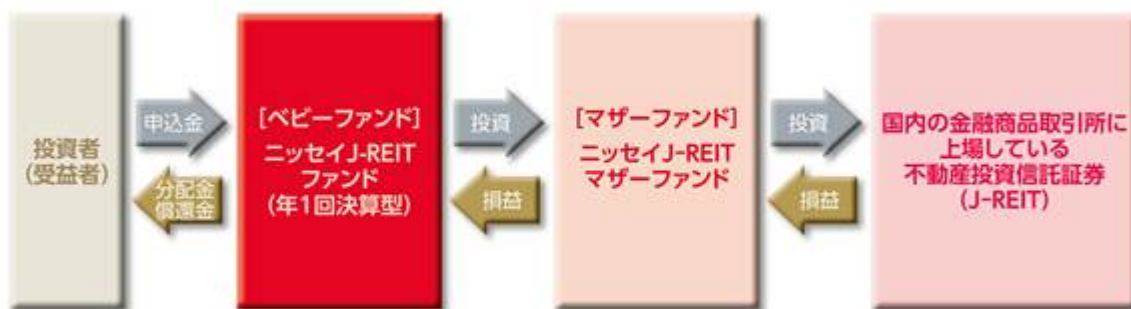 投資者
(受益者)
申込金
分配金
償還金
[ベビーファンド]
ニッセイJ-REIT
ファンド
(年1回決算型)
投資
損益
[マザーファンド]
ニッセイJ-REIT
マザーファンド
投資
損益
国内の金融商品取引所に
上場している
不動産投資信託証券
(J-REIT)